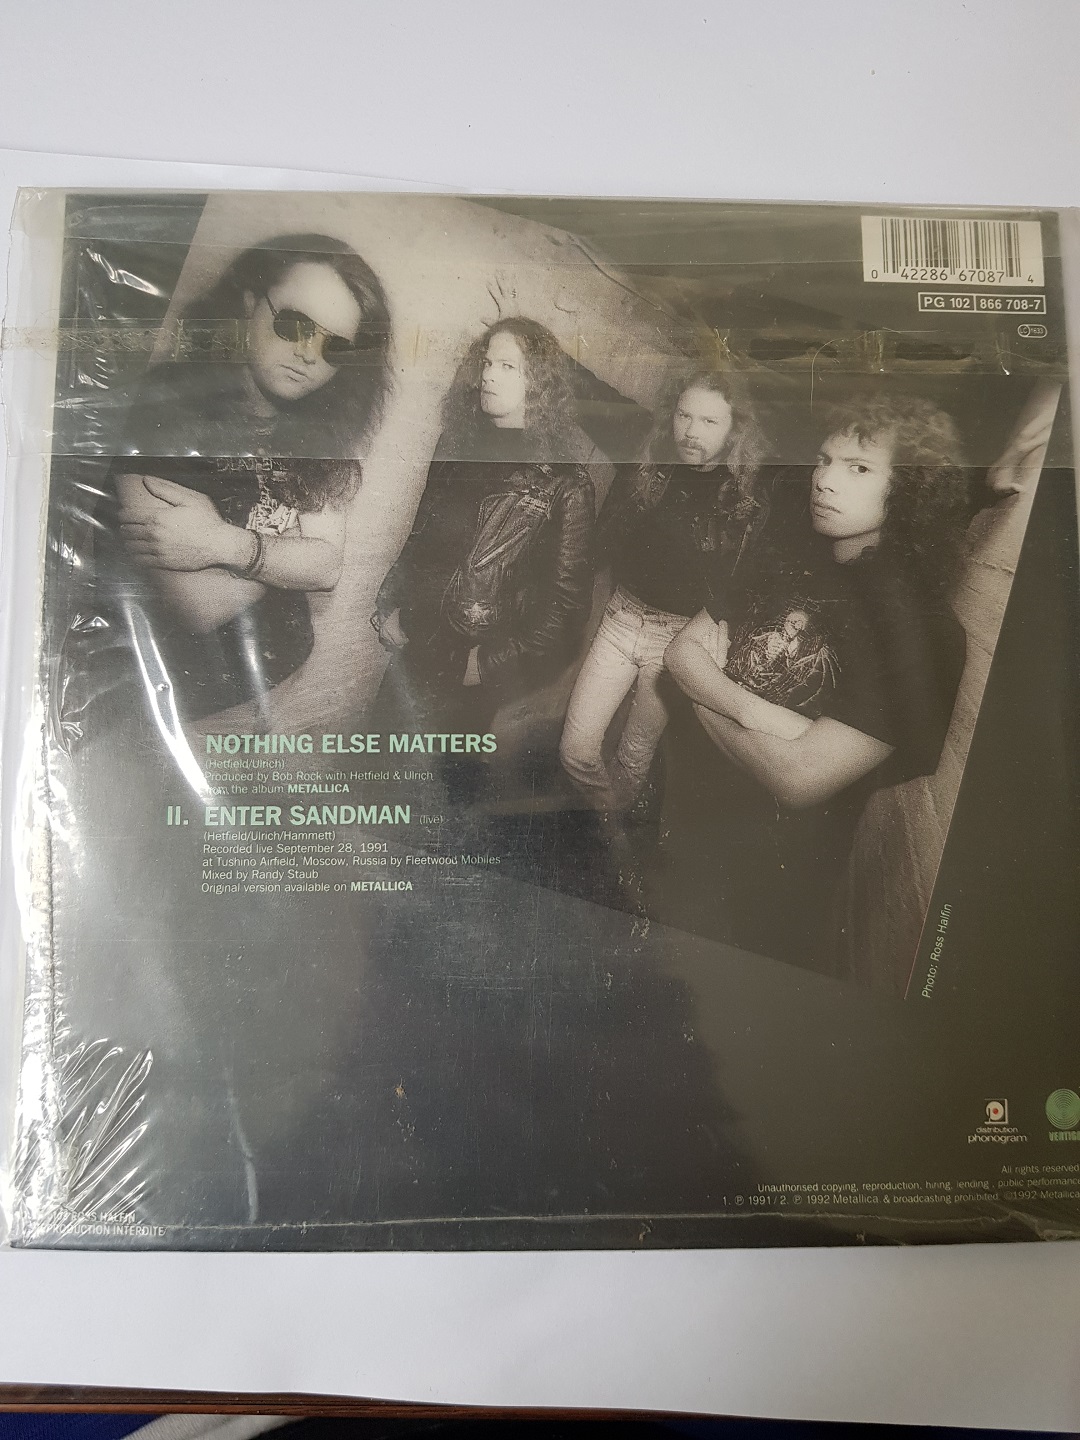 0 42286 67087 4
PG 102 866 708-7
LC 1633
NOTHING ELSE MATTERS
(Hetfield/Ulrich)
Produced by Bob Rock with Hetfield & Ulrich
from the album METALLICA
II. ENTER SANDMAN (live)
(Hetfield/Ulrich/Hammett)
Recorded live September 28, 1991
at Tushino Airfield, Moscow, Russia by Fleetwood Mobiles
Mixed by Randy Staub
Original version available on METALLICA
Photo: Ross Halfin
distribution
phonogram
VERTIGO
All rights reserved
Unauthorised copying, reproduction, hiring, lending, public performance
1. ℗ 1991 / 2. ℗ 1992 Metallica. & broadcasting prohibited. ©1992 Metallica
ROSS HALFIN
REPRODUCTION INTERDITE